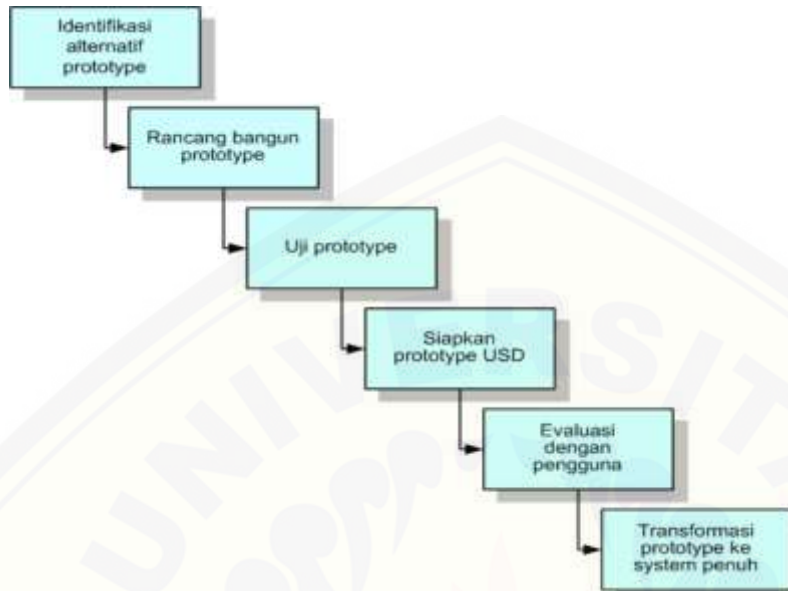 Identifikasi
alternatif
prototype
Rancang bangun
prototype
Uji prototype
Siapkan
prototype USD
Evaluasi
dengan
pengguna
Transformasi
prototype ke
system penuh
UNIVERSITA